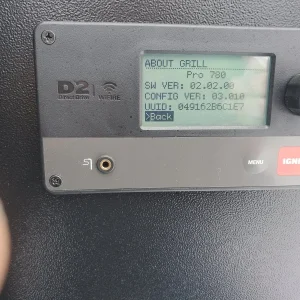 ABOUT GRILL
Pro 780
SW VER: 02.02.00
CONFIG VER: 03.010
UUID: 049162B6C1E7
>Back
D2
WIFIRE
MENU
IGNI